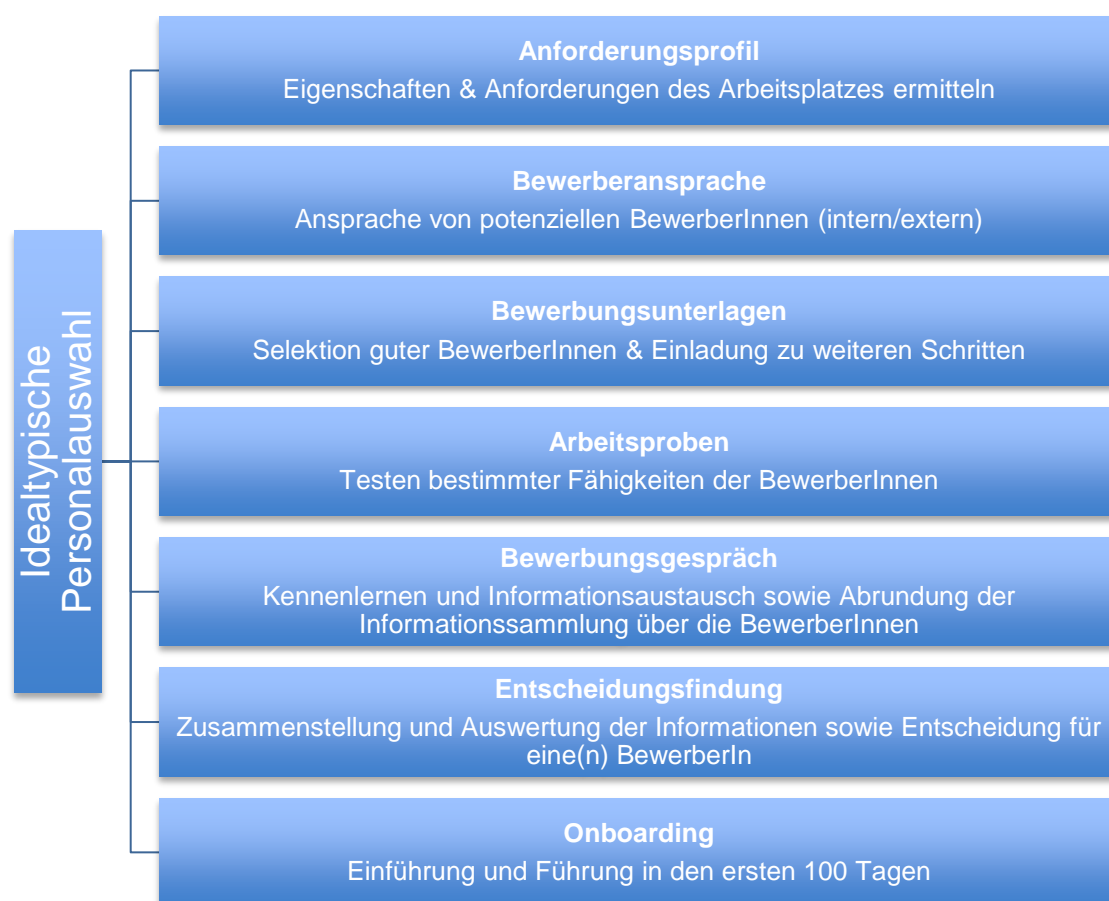 Idealtypische
Personalauswahl
Anforderungsprofil
Eigenschaften & Anforderungen des Arbeitsplatzes ermitteln
Bewerberansprache
Ansprache von potenziellen BewerberInnen (intern/extern)
Bewerbungsunterlagen
Selektion guter BewerberInnen & Einladung zu weiteren Schritten
Arbeitsproben
Testen bestimmter Fähigkeiten der BewerberInnen
Bewerbungsgespräch
Kennenlernen und Informationsaustausch sowie Abrundung der
Informationssammlung über die BewerberInnen
Entscheidungsfindung
Zusammenstellung und Auswertung der Informationen sowie Entscheidung für
eine(n) BewerberIn
Onboarding
Einführung und Führung in den ersten 100 Tagen